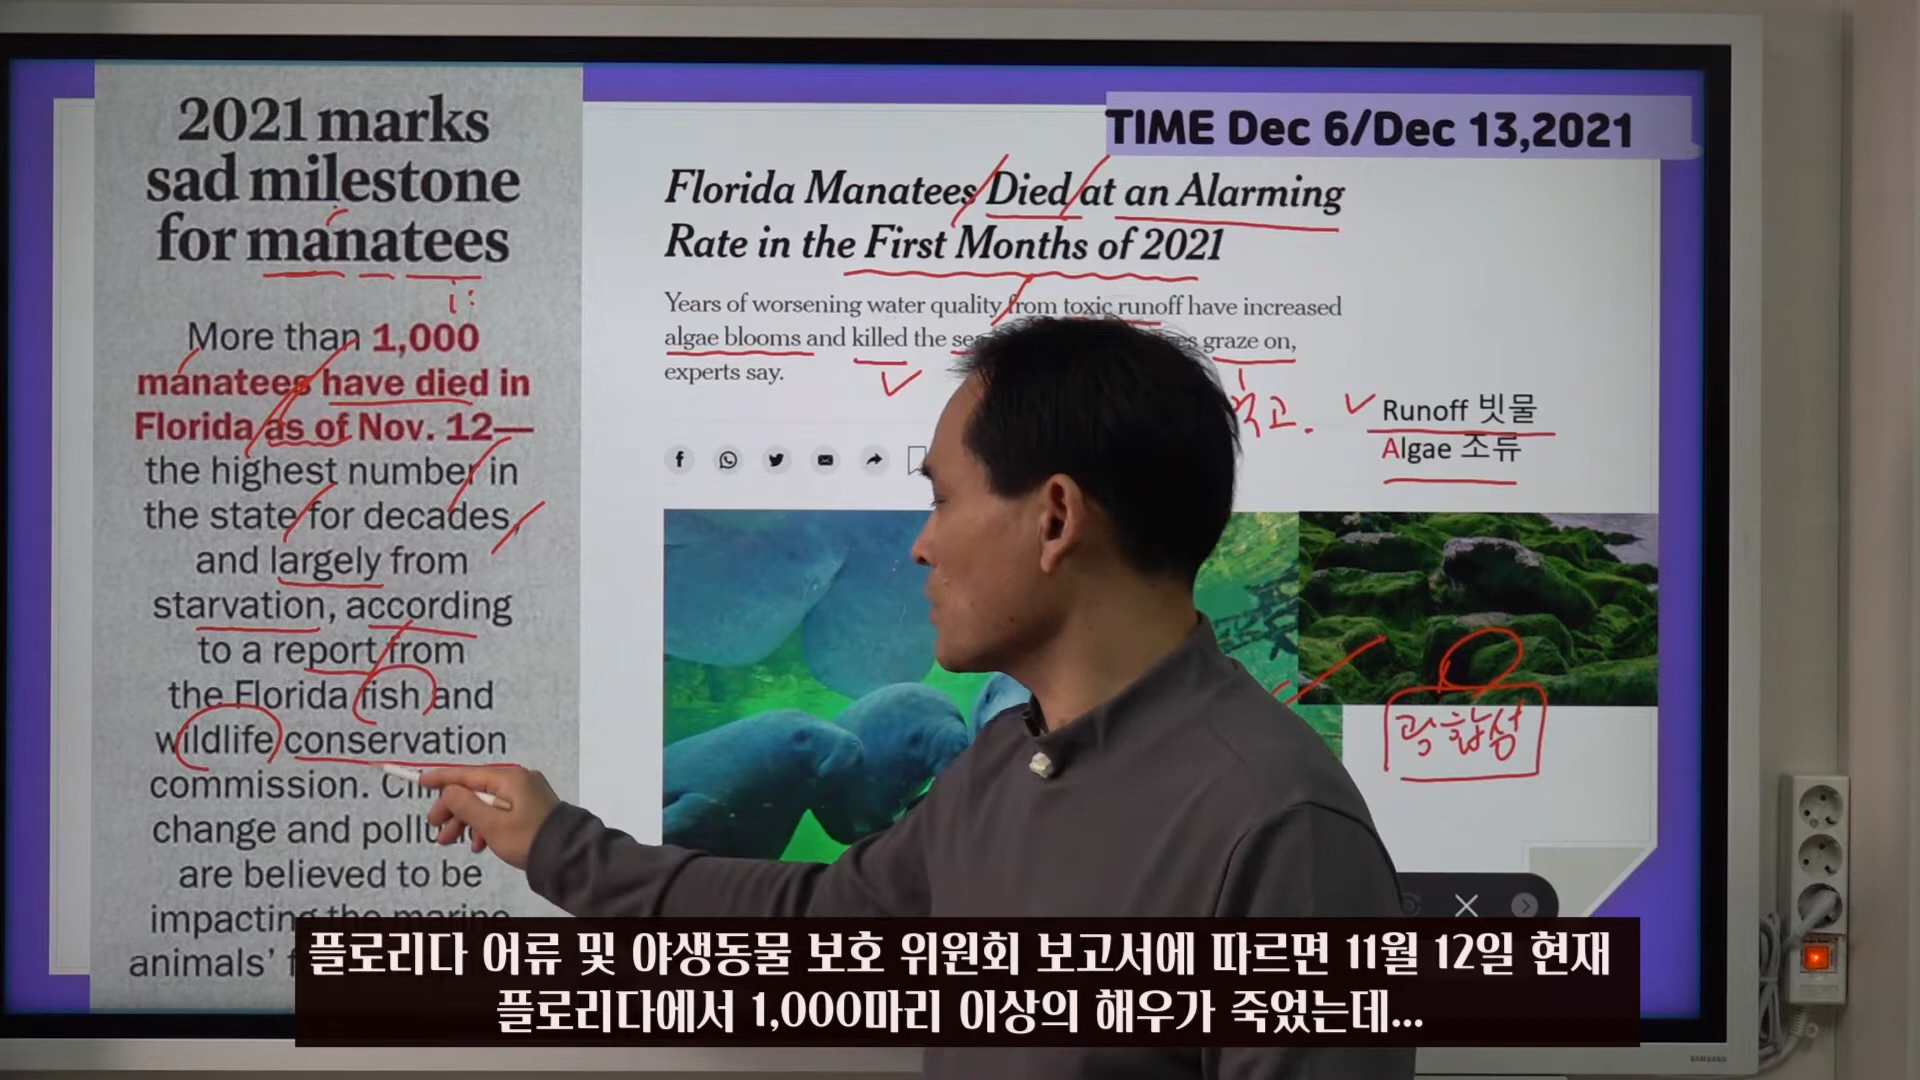 2021 marks
sad milestone
for manatees
i:
More than 1,000
manatees have died in
Florida as of Nov. 12—
the highest number in
the state for decades,
and largely from
starvation, according
to a report from
the Florida fish and
wildlife conservation
commission.
change and
are believed to be
impacting the marine
animals'
TIME Dec 6/Dec 13,2021
Florida Manatees Died at an Alarming
Rate in the First Months of 2021
Years of worsening water quality from toxic runoff have increased
algae blooms and killed the graze on,
experts say.
Runoff 빗물
Algae 조류
광합성
플로리다 어류 및 야생동물 보호 위원회 보고서에 따르면 11월 12일 현재
플로리다에서 1,000마리 이상의 해우가 죽었는데...
SAMSUNG